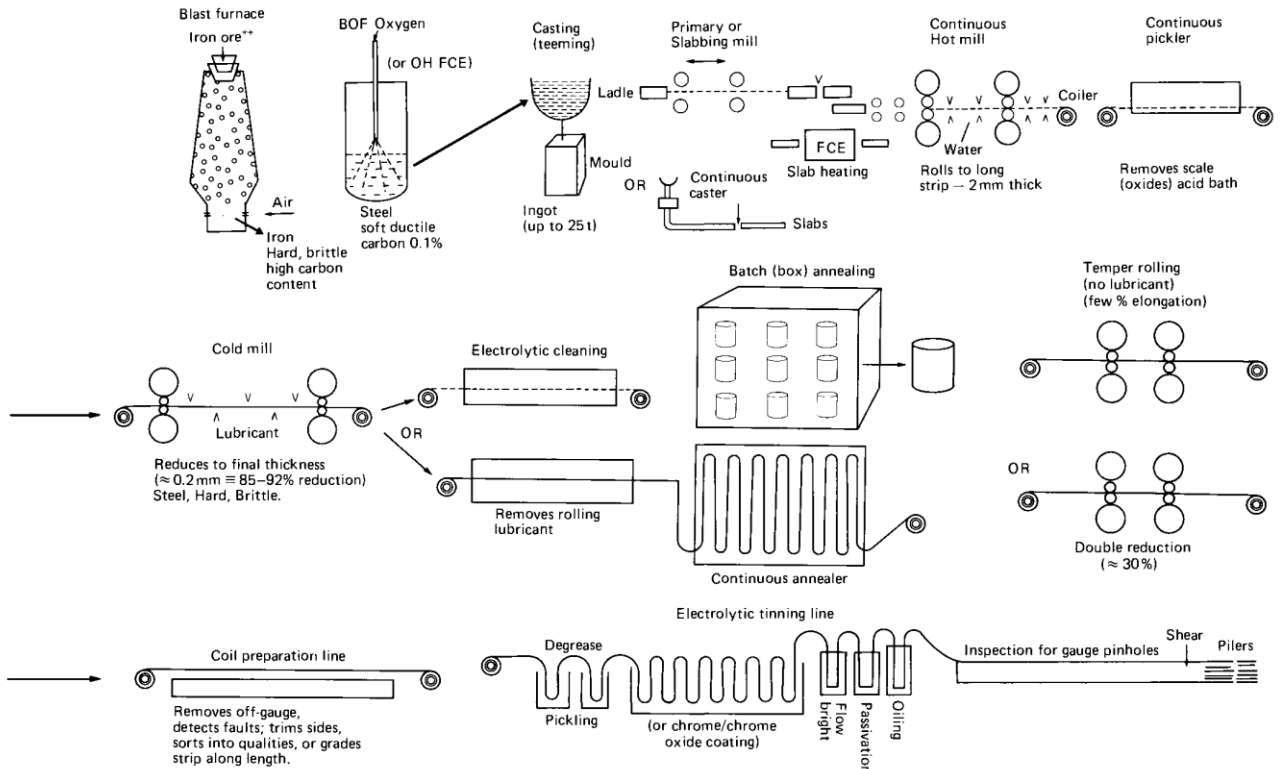 Blast furnace
Iron ore++
Air
Iron
Hard, brittle
high carbon
content
BOF Oxygen
(or OH FCE)
Steel
soft ductile
carbon 0.1%
Casting
(teeming)
Ladle
Mould
Ingot
(up to 25t)
OR
Continuous
caster
Slabs
Primary or
Slabbing mill
FCE
Slab heating
Continuous
Hot mill
Coiler
Water
Rolls to long
strip – 2mm thick
Continuous
pickler
Removes scale
(oxides) acid bath
Cold mill
Lubricant
Reduces to final thickness
(≈ 0.2mm ≡ 85–92% reduction)
Steel, Hard, Brittle.
Electrolytic cleaning
OR
Removes rolling
lubricant
Batch (box) annealing
Continuous annealer
Temper rolling
(no lubricant)
(few % elongation)
OR
Double reduction
(≈ 30%)
Coil preparation line
Removes off-gauge,
detects faults; trims sides,
sorts into qualities, or grades
strip along length.
Electrolytic tinning line
Degrease
Pickling
(or chrome/chrome
oxide coating)
Flow
bright
Passivation
Oiling
Inspection for gauge pinholes
Shear
Pilers